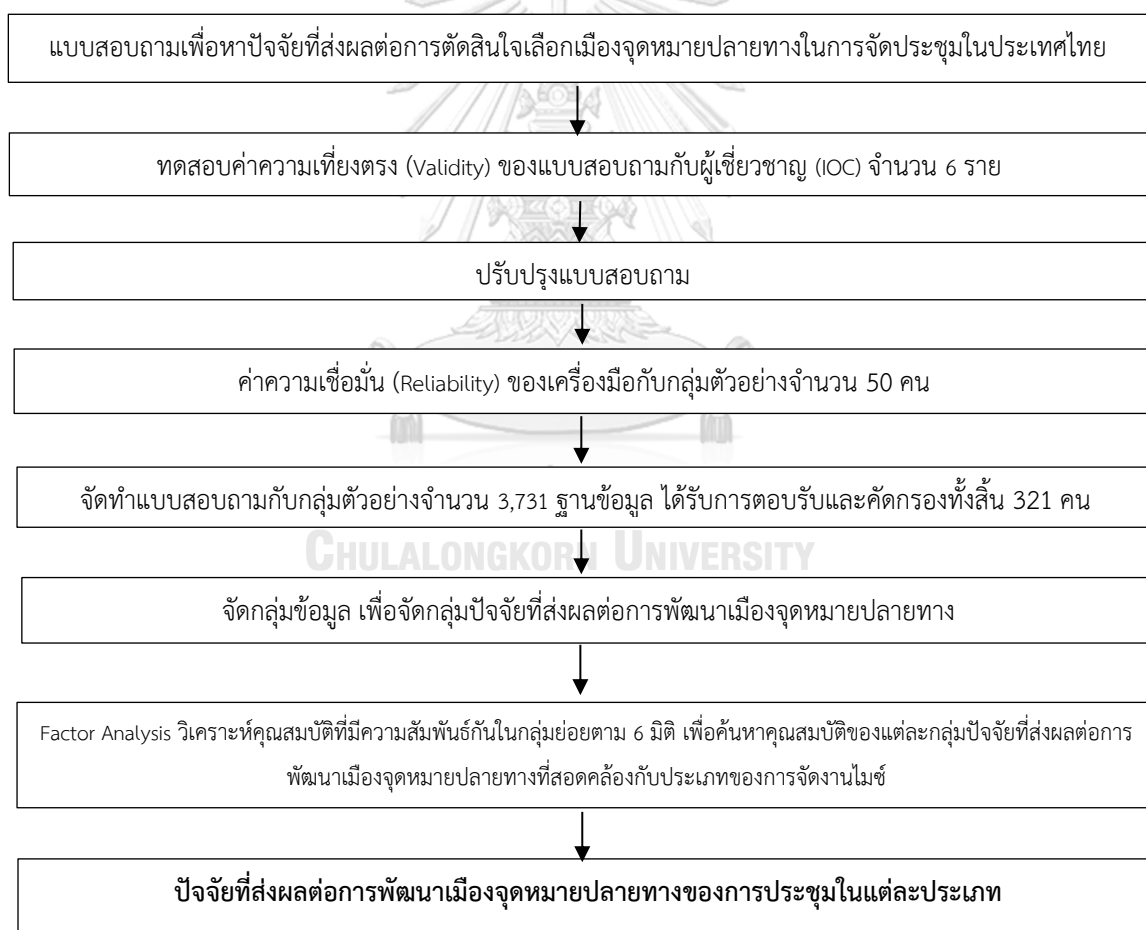 แบบสอบถามเพื่อหาปัจจัยที่ส่งผลต่อการตัดสินใจเลือกเมืองจุดหมายปลายทางในการจัดประชุมในประเทศไทย
ทดสอบค่าความเที่ยงตรง (Validity) ของแบบสอบถามกับผู้เชี่ยวชาญ (IOC) จำนวน 6 ราย
ปรับปรุงแบบสอบถาม
ค่าความเชื่อมั่น (Reliability) ของเครื่องมือกับกลุ่มตัวอย่างจำนวน 50 คน
จัดทำแบบสอบถามกับกลุ่มตัวอย่างจำนวน 3,731 ฐานข้อมูล ได้รับการตอบรับและคัดกรองทั้งสิ้น 321 คน
CHULALONGKORN UNIVERSITY
จัดกลุ่มข้อมูล เพื่อจัดกลุ่มปัจจัยที่ส่งผลต่อการพัฒนาเมืองจุดหมายปลายทาง
Factor Analysis วิเคราะห์คุณสมบัติที่มีความสัมพันธ์กันในกลุ่มย่อยตาม 6 มิติ เพื่อค้นหาคุณสมบัติของแต่ละกลุ่มปัจจัยที่ส่งผลต่อการ
พัฒนาเมืองจุดหมายปลายทางที่สอดคล้องกับประเภทของการจัดงานไมซ์
ปัจจัยที่ส่งผลต่อการพัฒนาเมืองจุดหมายปลายทางของการประชุมในแต่ละประเภท